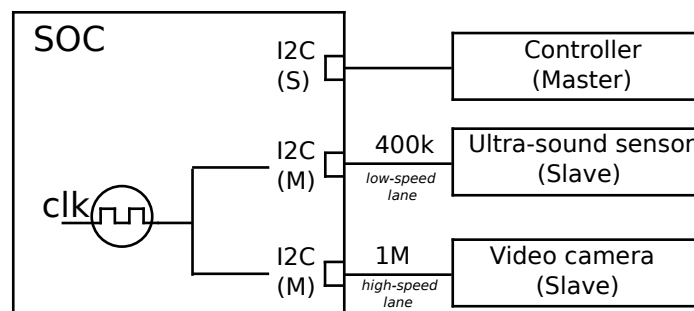 SOC
I2C
(S)
Controller
(Master)
I2C
(M)
400k
low-speed
lane
Ultra-sound sensor
(Slave)
clk
I2C
(M)
1M
high-speed
lane
Video camera
(Slave)